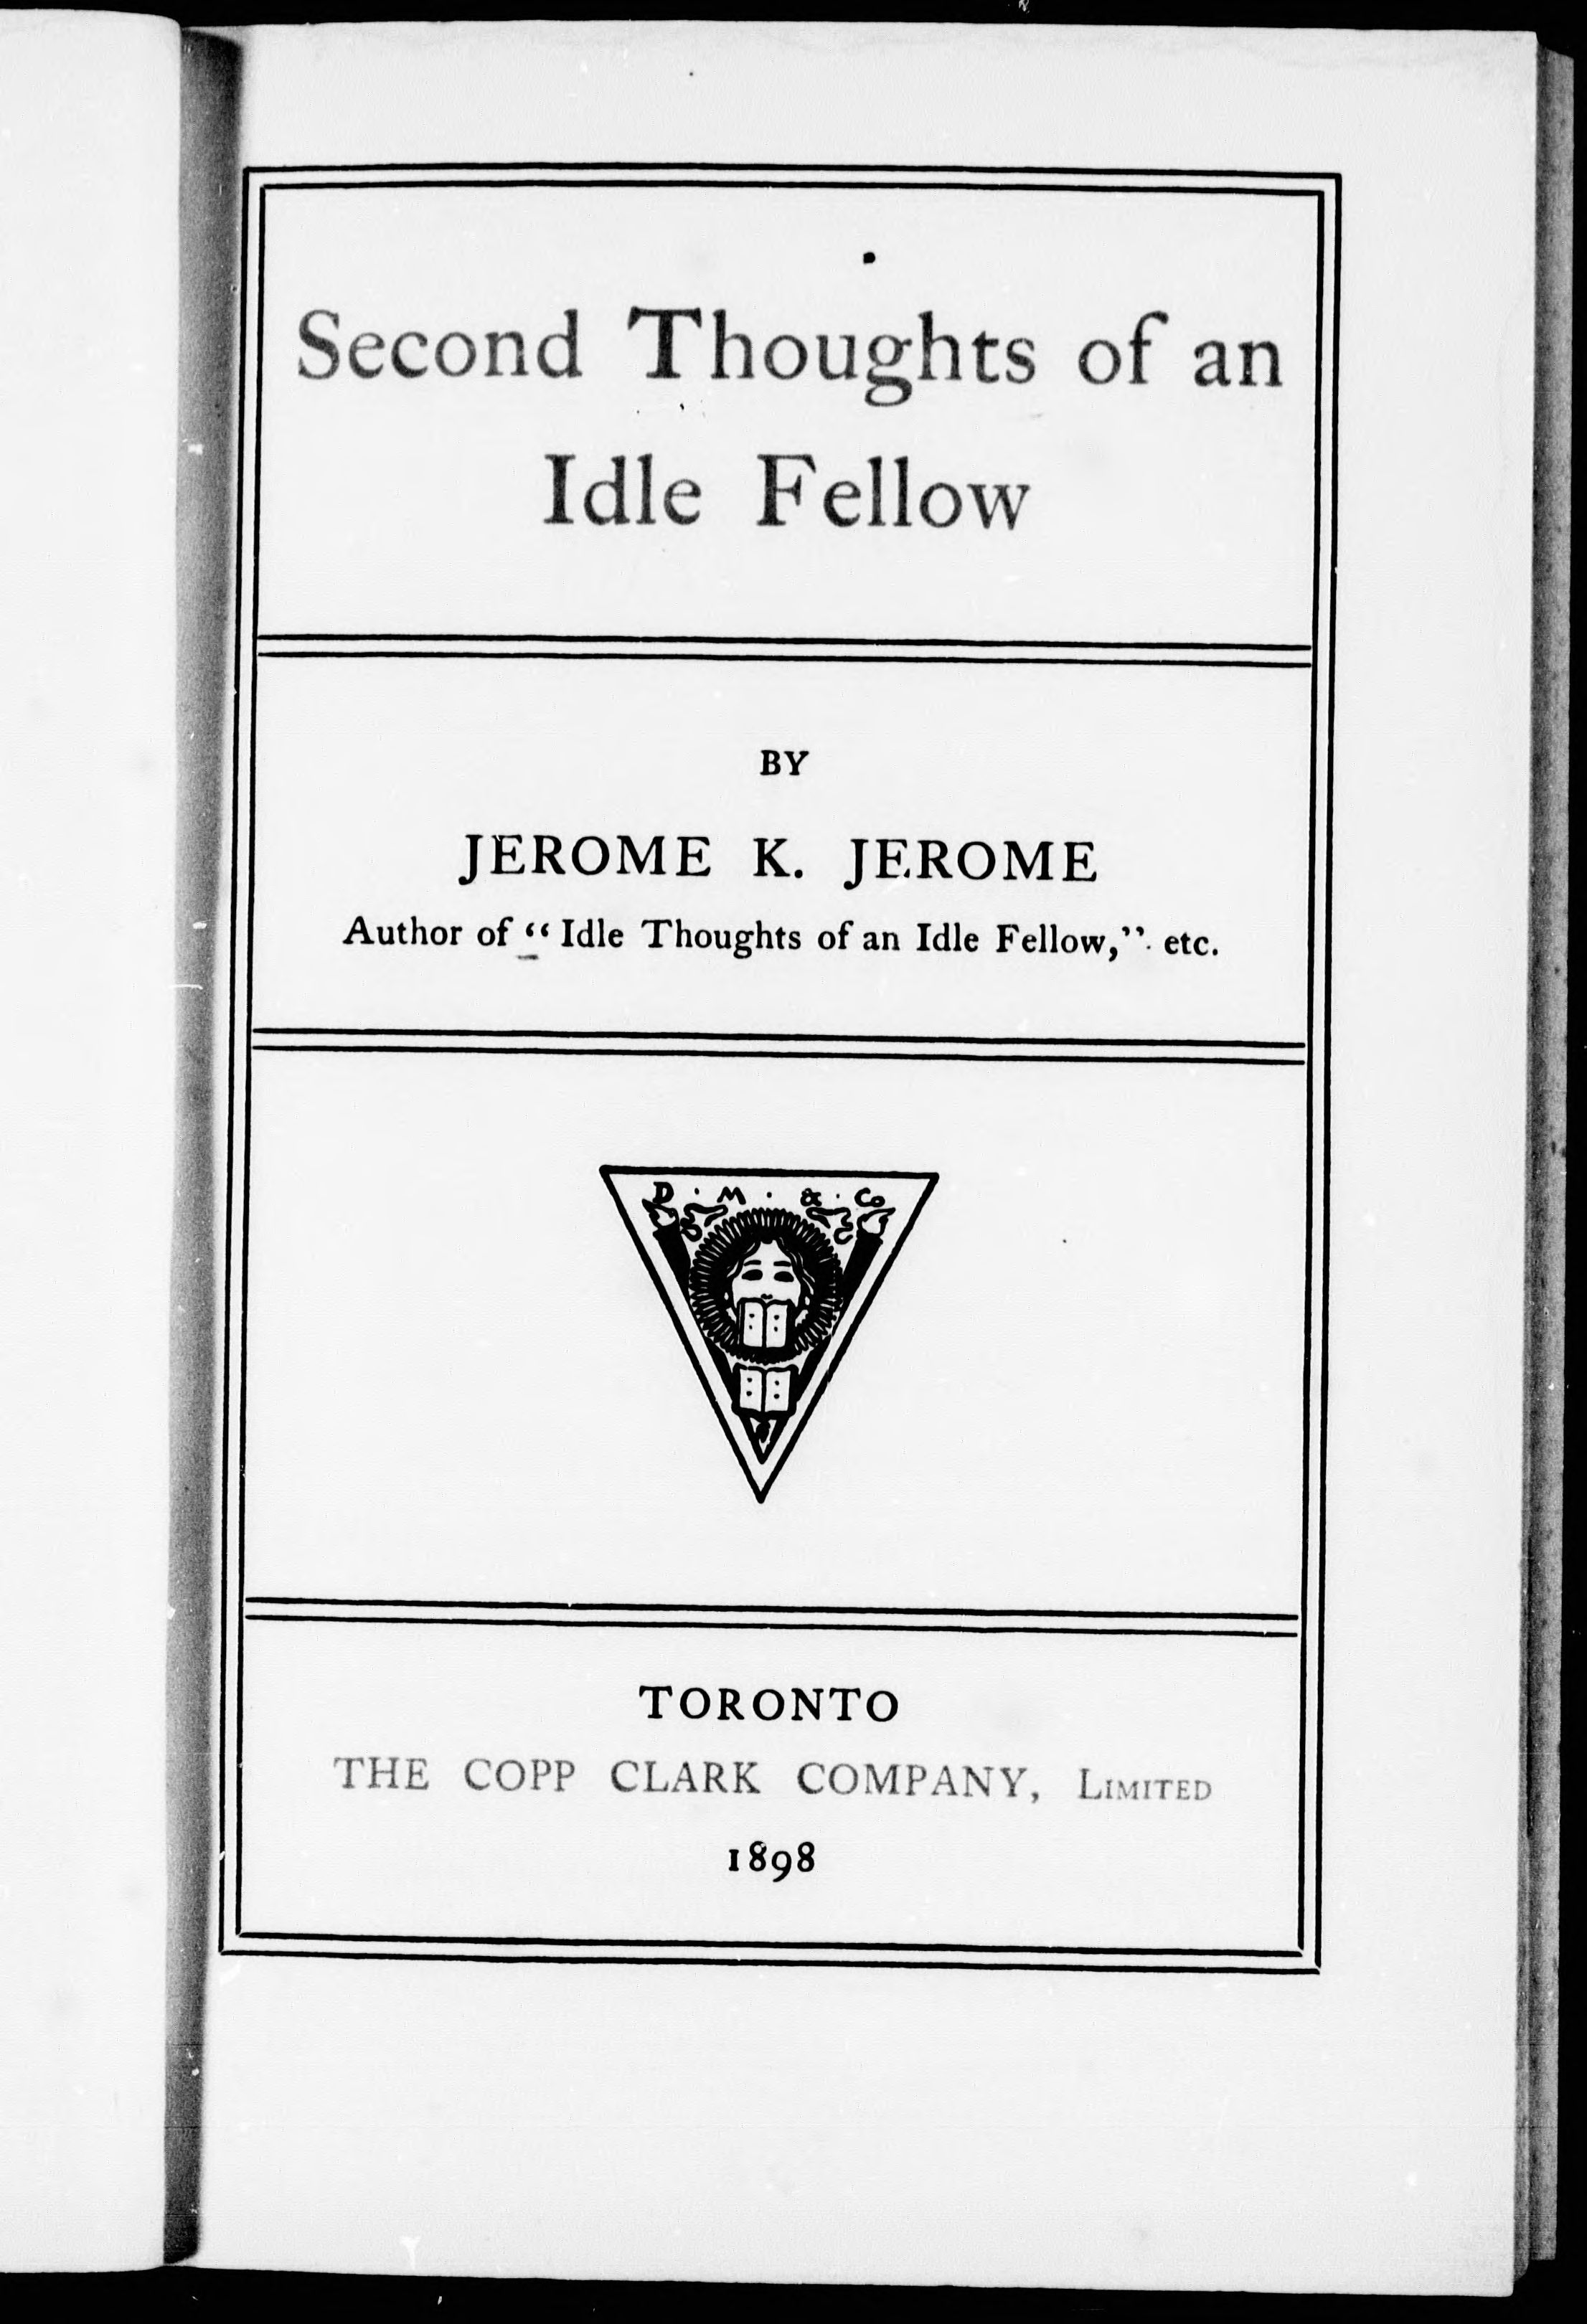 Second Thoughts of an
Idle Fellow
BY
JEROME K. JEROME
Author of “ Idle Thoughts of an Idle Fellow,” etc.
D · M · & · Co
TORONTO
THE COPP CLARK COMPANY, LIMITED
1898